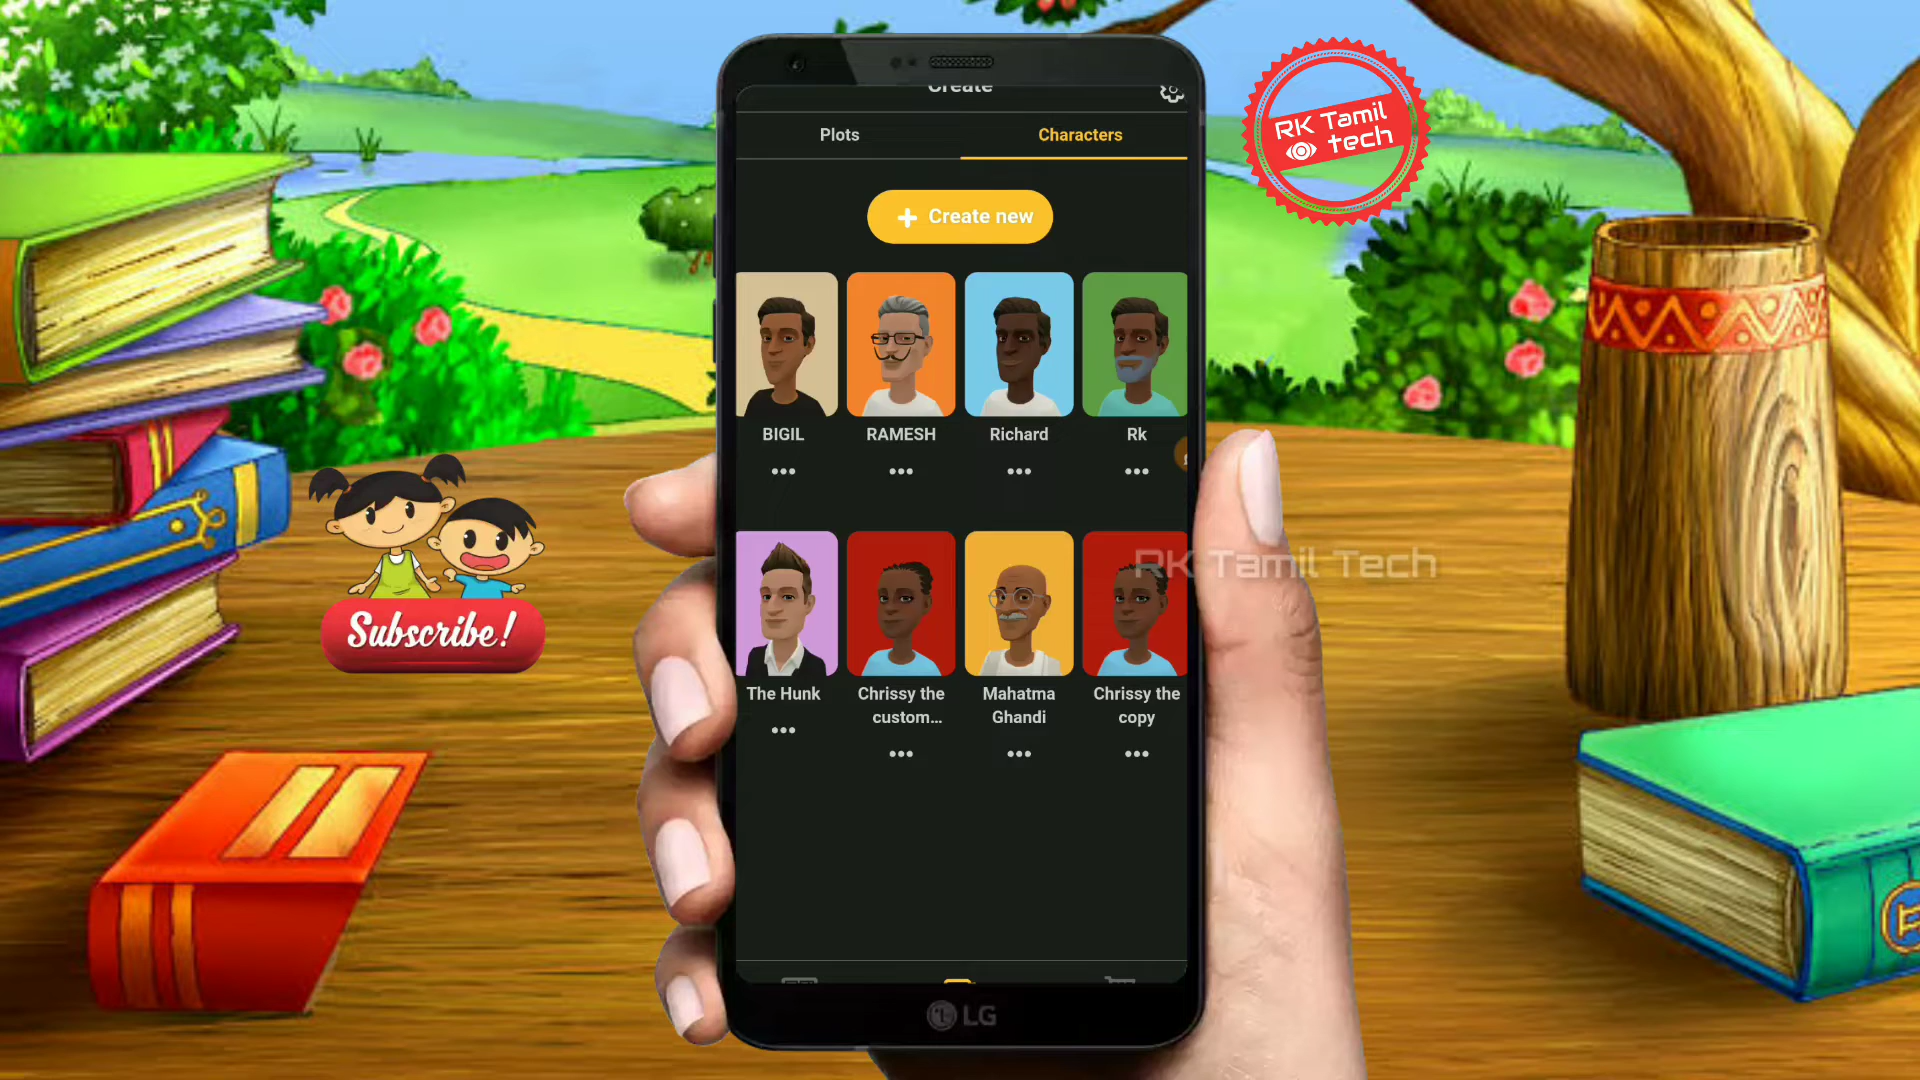 Create
Plots
Characters
+ Create new
BIGIL
RAMESH
Richard
Rk
The Hunk
Chrissy the
custom...
Mahatma
Ghandi
Chrissy the
copy
LG
RK Tamil
tech
RK Tamil Tech
Subscribe!